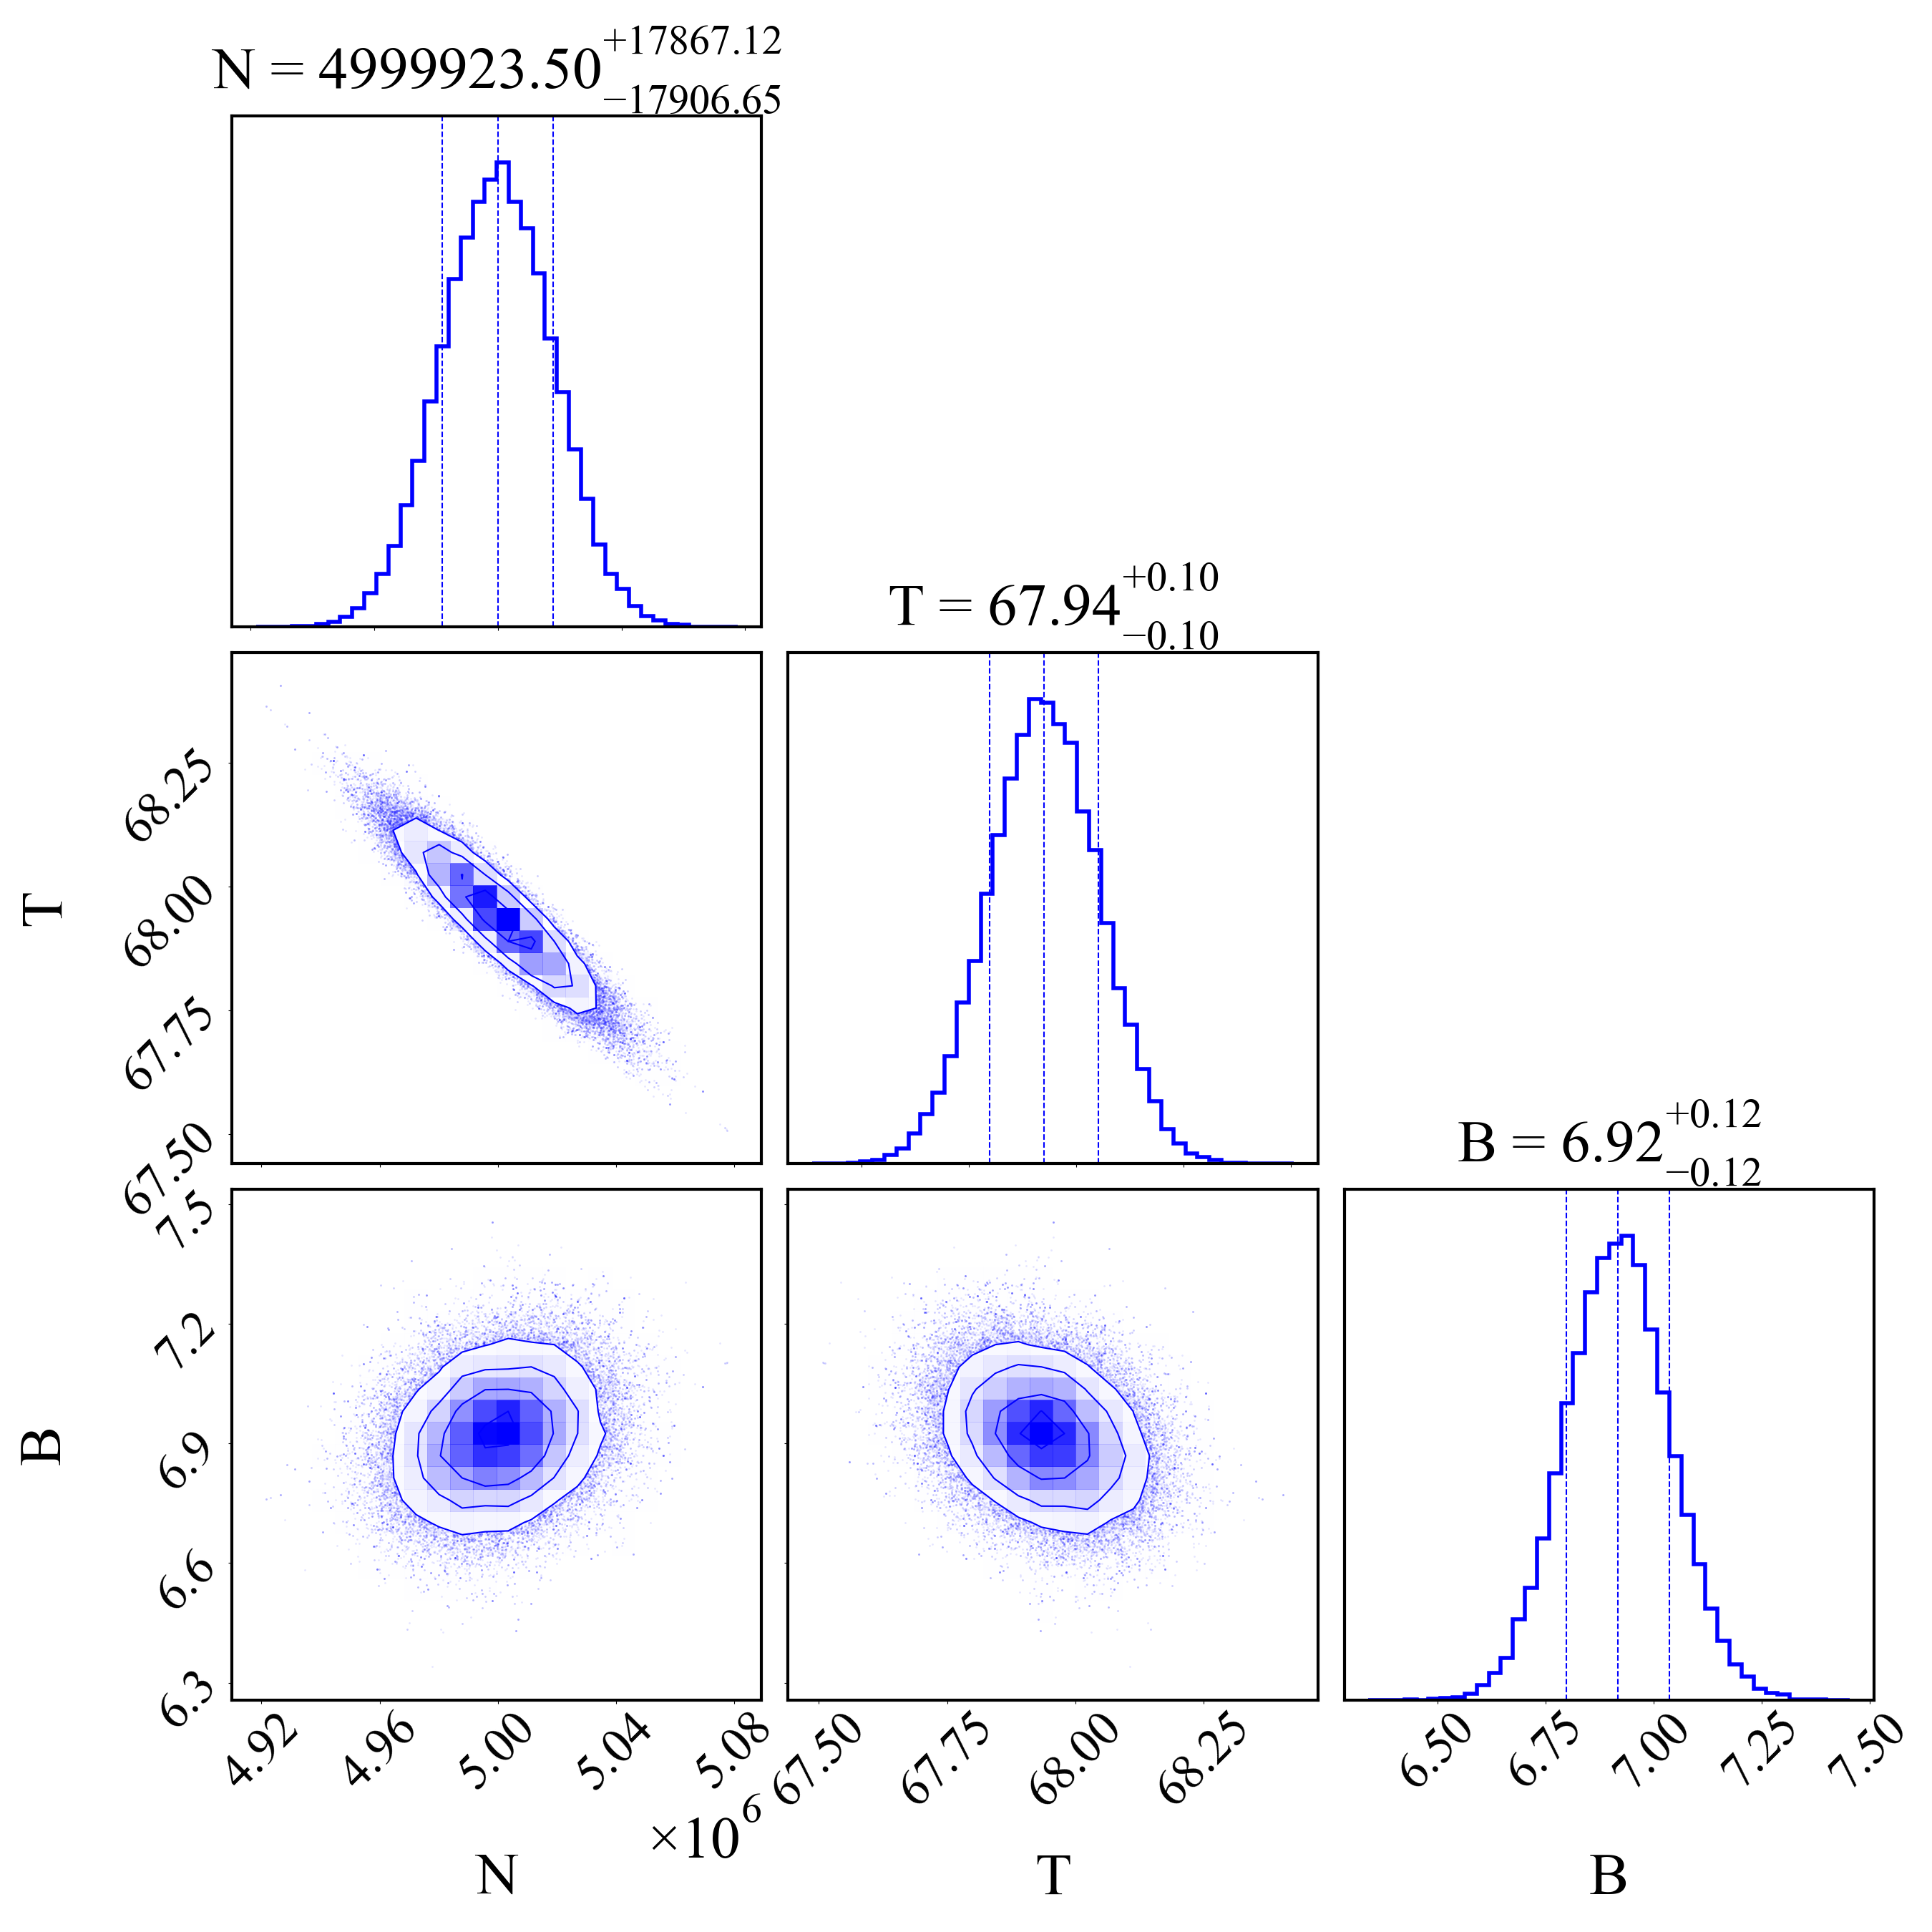 N = 4999923.50 +17867.12 −17906.65
T = 67.94 +0.10 −0.10
T
68.25
68.00
67.75
67.50
B = 6.92 +0.12 −0.12
B
7.5
7.2
6.9
6.6
6.3
4.92 4.96 5.00 5.04 5.08
×10^6
N
67.50 67.75 68.00 68.25
T
6.50 6.75 7.00 7.25 7.50
B